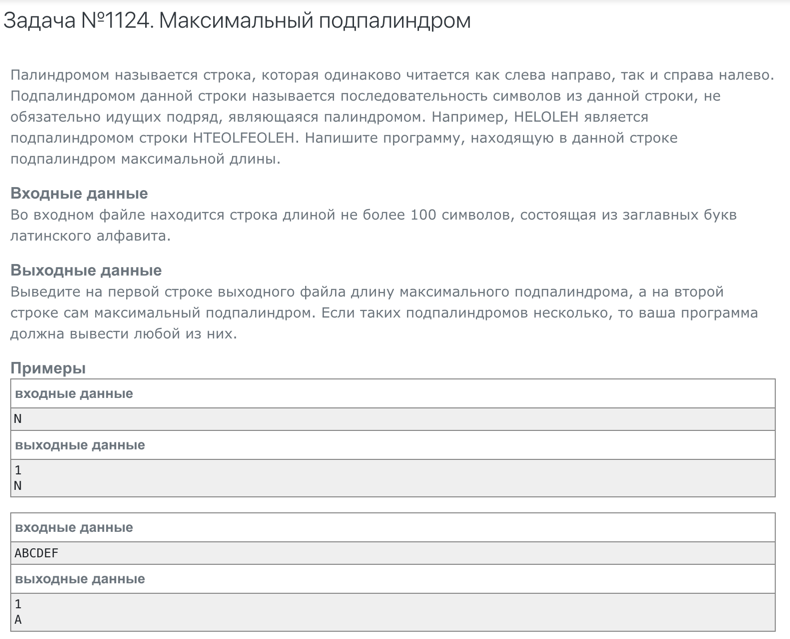 Задача №1124. Максимальный подпалиндром
Палиндромом называется строка, которая одинаково читается как слева направо, так и справа налево.
Подпалиндромом данной строки называется последовательность символов из данной строки, не
обязательно идущих подряд, являющаяся палиндромом. Например, HELOLEH является
подпалиндромом строки HTEOLFEOLEH. Напишите программу, находящую в данной строке
подпалиндром максимальной длины.
Входные данные
Во входном файле находится строка длиной не более 100 символов, состоящая из заглавных букв
латинского алфавита.
Выходные данные
Выведите на первой строке выходного файла длину максимального подпалиндрома, а на второй
строке сам максимальный подпалиндром. Если таких подпалиндромов несколько, то ваша программа
должна вывести любой из них.
Примеры
входные данные
N
выходные данные
1
N
входные данные
ABCDEF
выходные данные
1
A